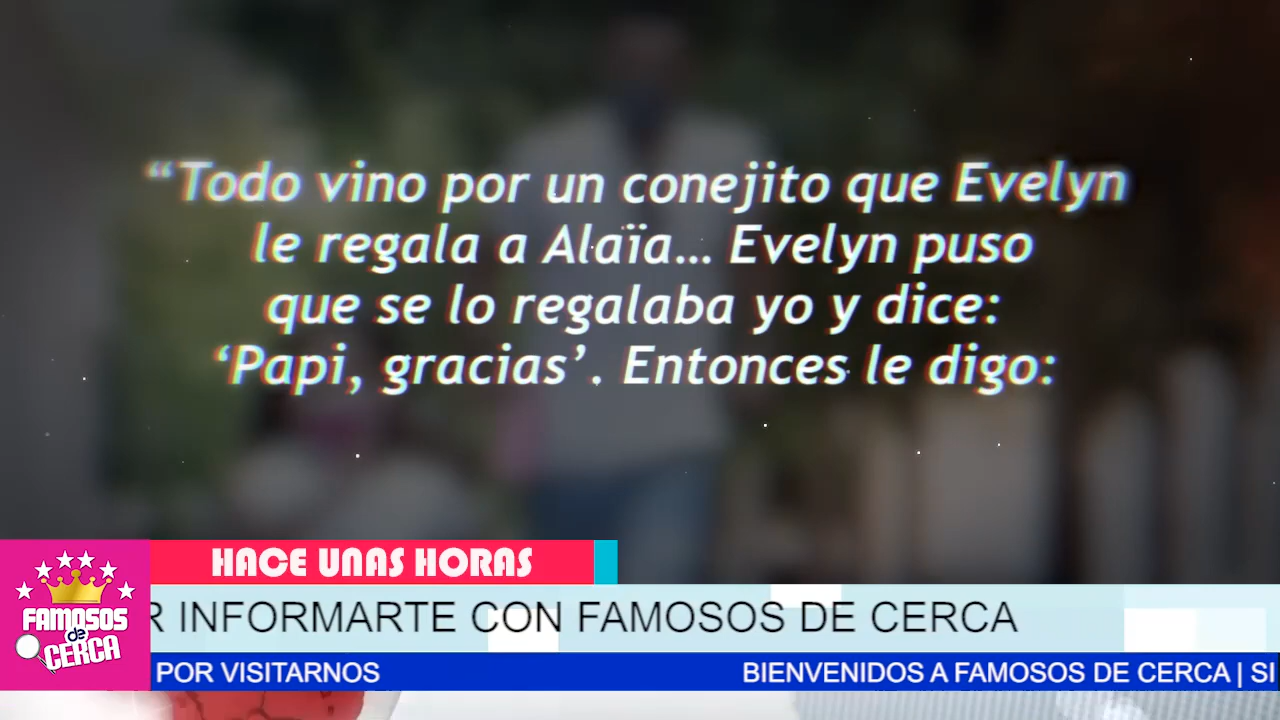 “Todo vino por un conejito que Evelyn
le regala a Alaïa... Evelyn puso
que se lo regalaba yo y dice:
‘Papi, gracias’. Entonces le digo:
HACE UNAS HORAS
FAMOSOS
de
CERCA
R INFORMARTE CON FAMOSOS DE CERCA
POR VISITARNOS
BIENVENIDOS A FAMOSOS DE CERCA | SI